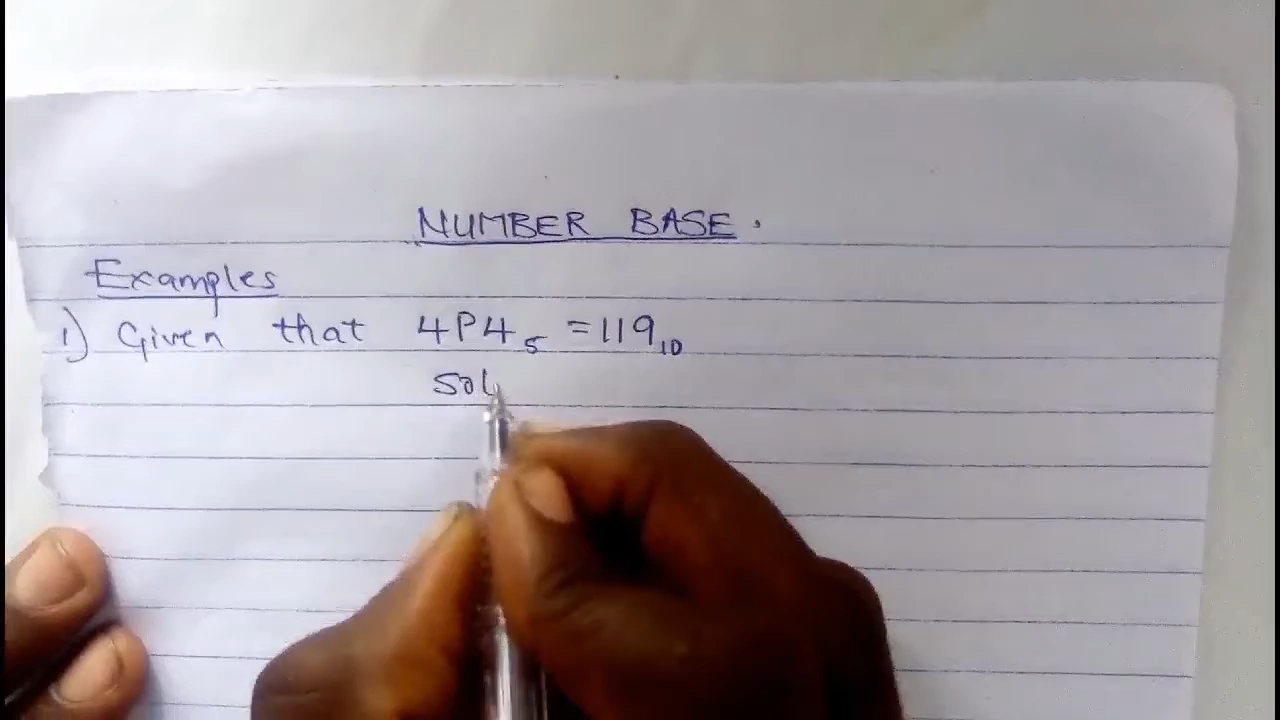 NUMBER BASE.
Examples
1) Given that 4P4₅ = 119₁₀
sol